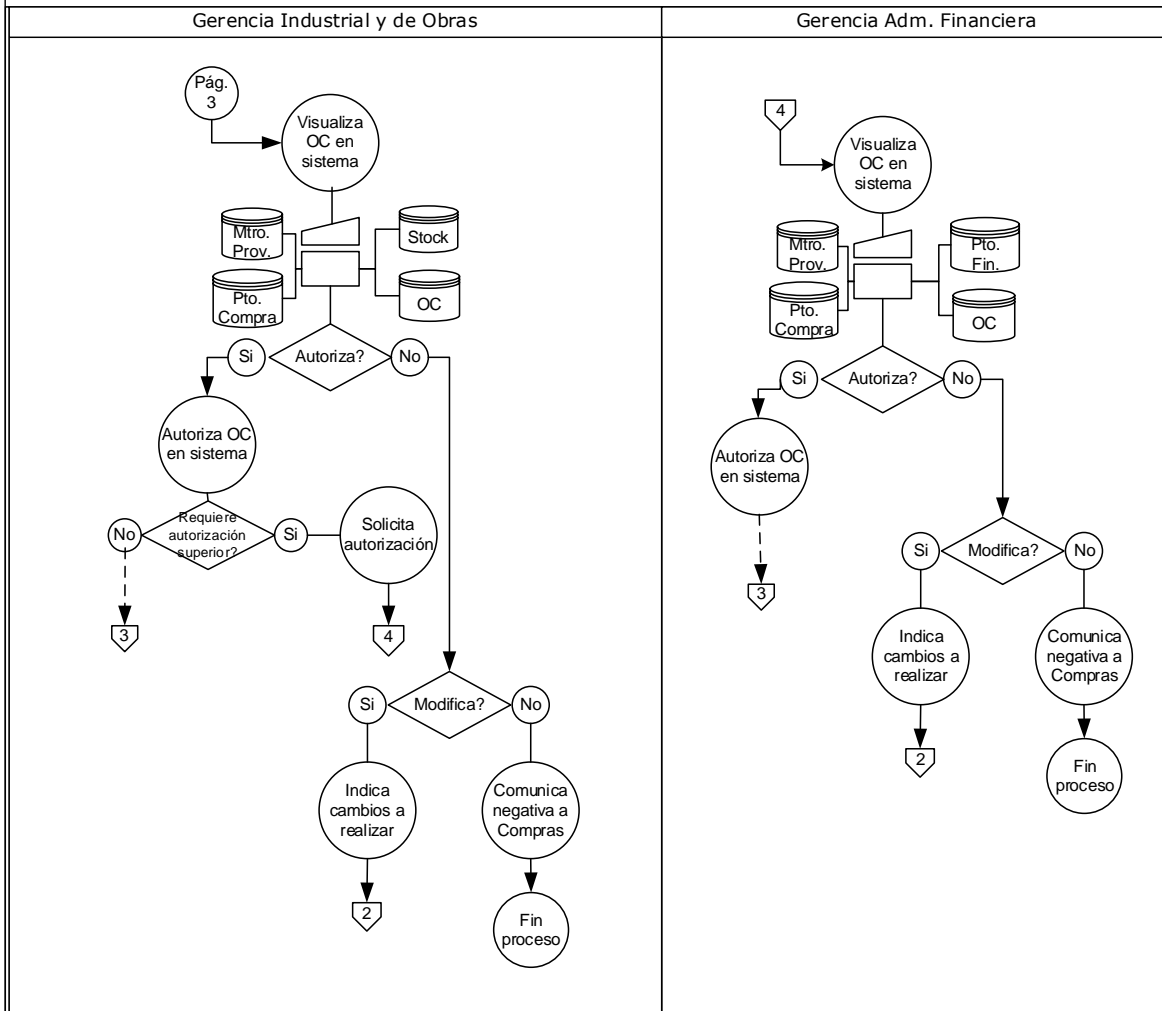 Gerencia Industrial y de Obras
Pág.
3
Visualiza
OC en
sistema
Mtro.
Prov.
Stock
Pto.
Compra
OC
Si
Autoriza?
No
Autoriza OC
en sistema
No
Requiere
autorización
superior?
Si
Solicita
autorización
3
4
Si
Modifica?
No
Indica
cambios a
realizar
Comunica
negativa a
Compras
2
Fin
proceso
Gerencia Adm. Financiera
4
Visualiza
OC en
sistema
Mtro.
Prov.
Pto.
Fin.
Pto.
Compra
OC
Si
Autoriza?
No
Autoriza OC
en sistema
3
Si
Modifica?
No
Indica
cambios a
realizar
Comunica
negativa a
Compras
2
Fin
proceso